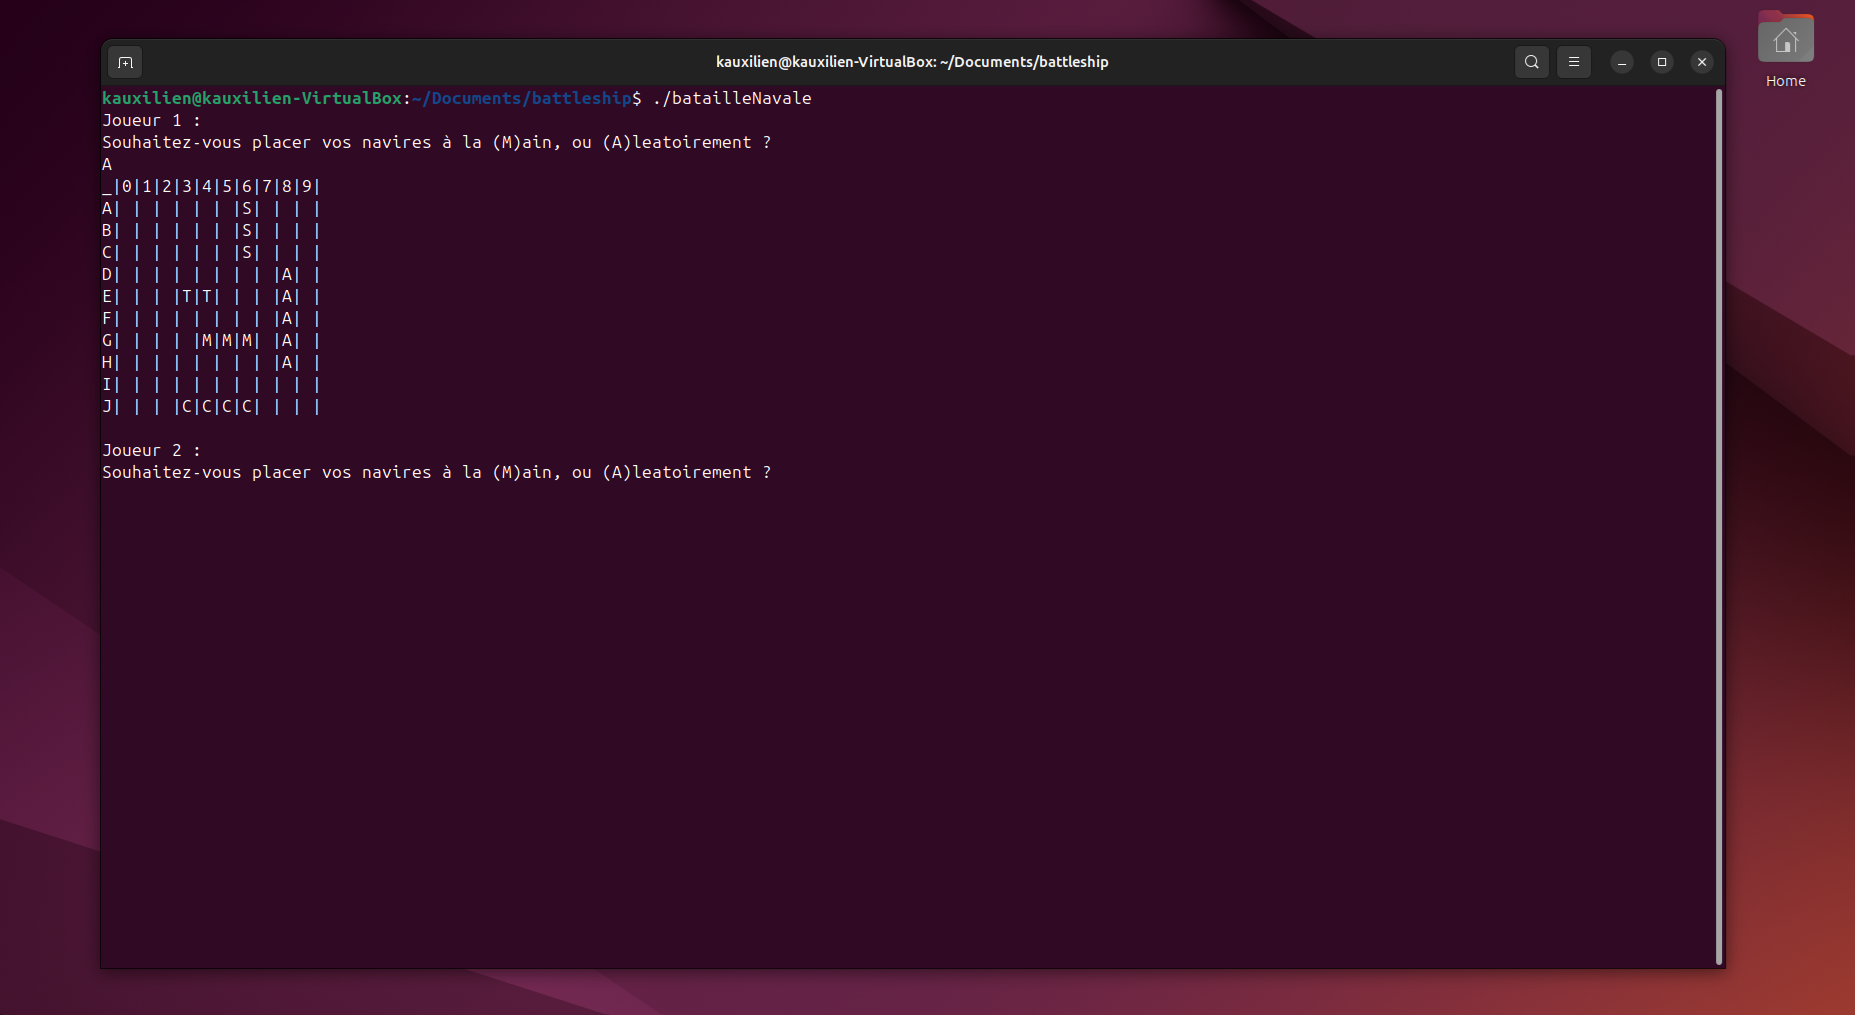 kauxilien@kauxilien-VirtualBox: ~/Documents/battleship
Home
kauxilien@kauxilien-VirtualBox:~/Documents/battleship$ ./batailleNavale
Joueur 1 :
Souhaitez-vous placer vos navires à la (M)ain, ou (A)leatoirement ?
A
_|0|1|2|3|4|5|6|7|8|9|
A| | | | | | |S| | | |
B| | | | | | |S| | | |
C| | | | | | |S| | | |
D| | | | | | | | |A| |
E| | | |T|T| | | |A| |
F| | | | | | | | |A| |
G| | | | |M|M|M| |A| |
H| | | | | | | | |A| |
I| | | | | | | | | | |
J| | | |C|C|C|C| | | |
Joueur 2 :
Souhaitez-vous placer vos navires à la (M)ain, ou (A)leatoirement ?